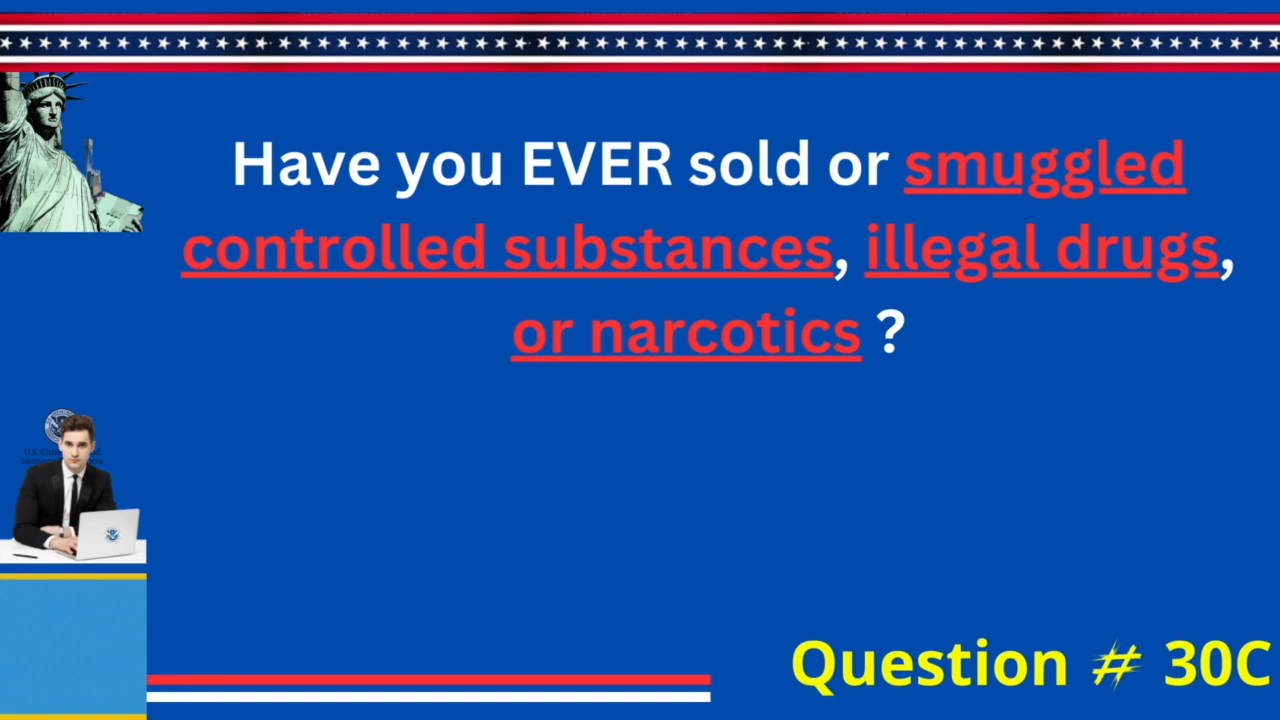 Have you EVER sold or smuggled
controlled substances, illegal drugs,
or narcotics ?
Question # 30C